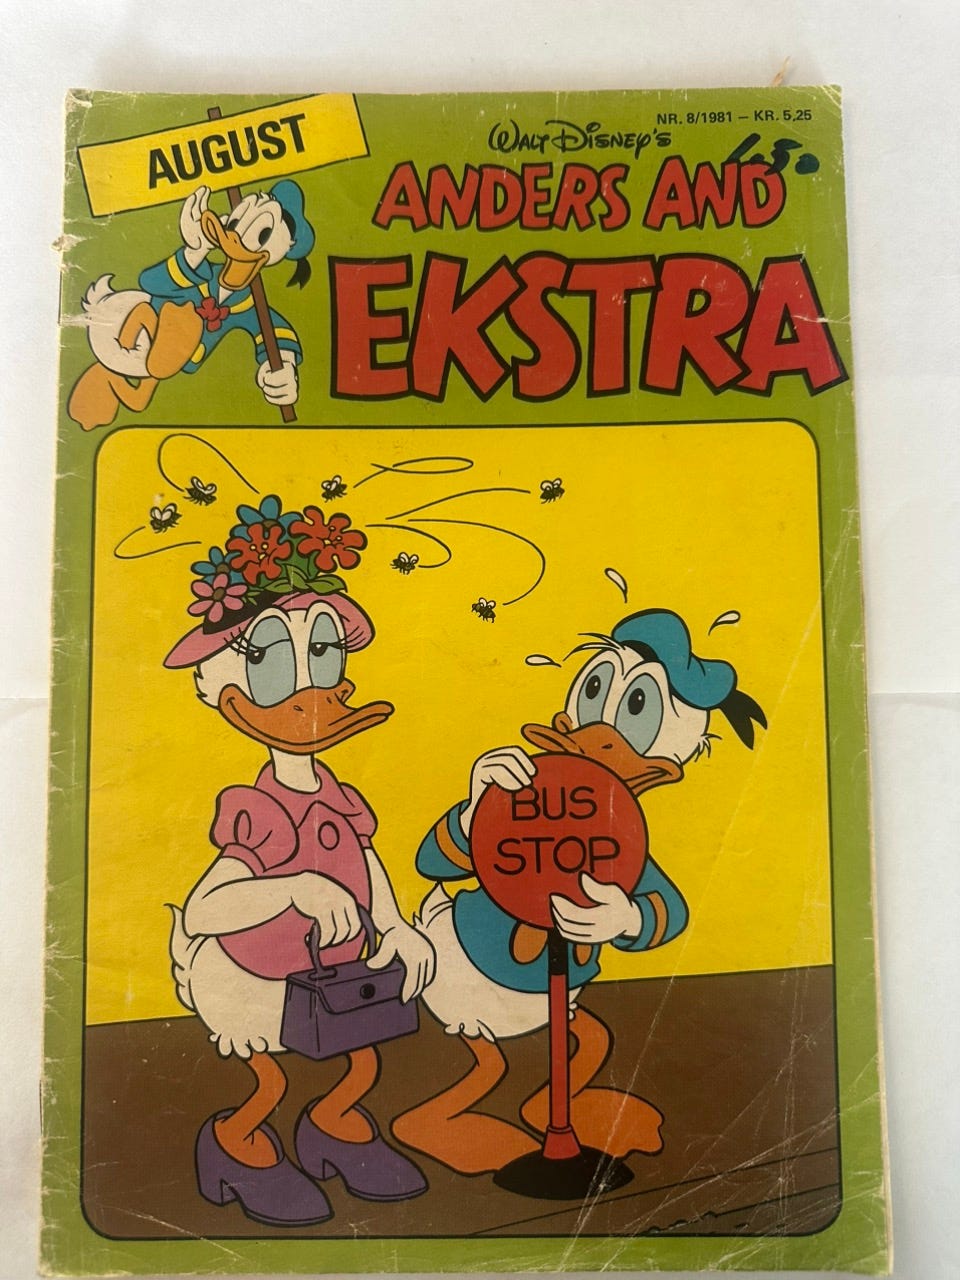 AUGUST
NR. 8/1981 – KR. 5,25
WALT DISNEY'S
ANDERS AND
EKSTRA
BUS
STOP